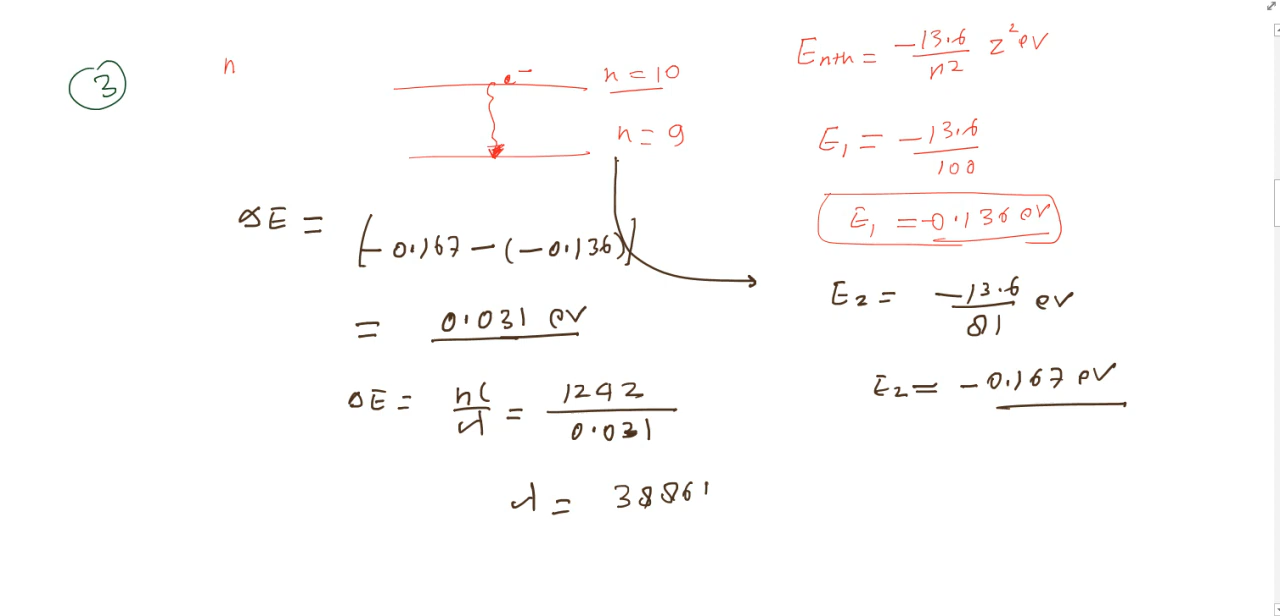 3
n
e-
n = 10
n = 9
E nth = -13.6/n2 z^2 eV
E1 = -13.6/100
E1 = -0.136 eV
ΔE = [-0.167 - (-0.136)]
= 0.031 eV
E2 = -13.6/81 eV
E2 = -0.167 eV
ΔE = hc/λ = 1242/0.031
λ = 38861